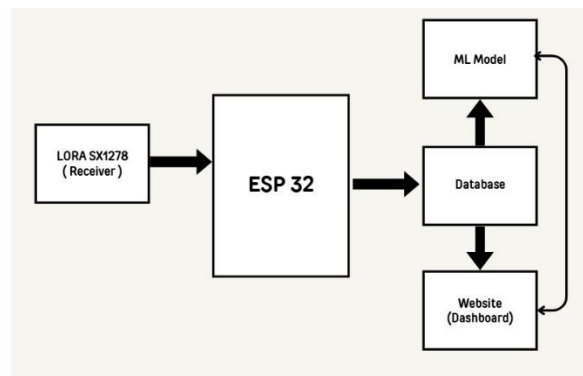 ML Model
LORA SX1278
( Receiver )
ESP 32
Database
Website
(Dashboard)